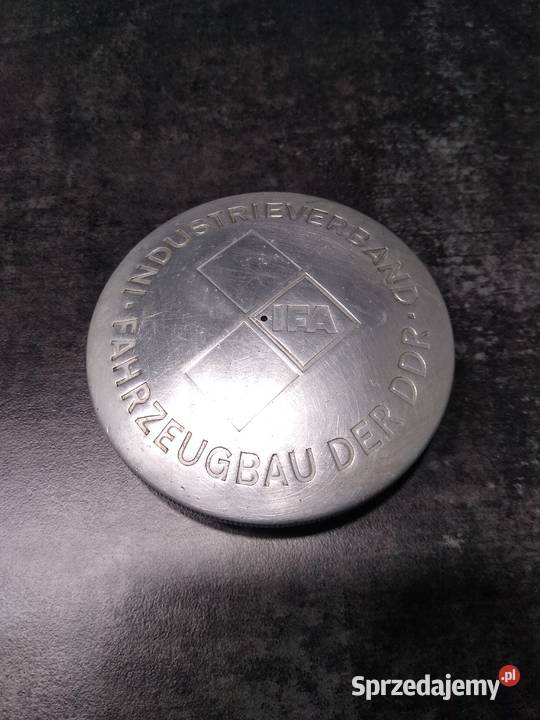 INDUSTRIEVERBAND
· FAHRZEUGBAU DER DDR ·
IFA
Sprzedajemy.pl